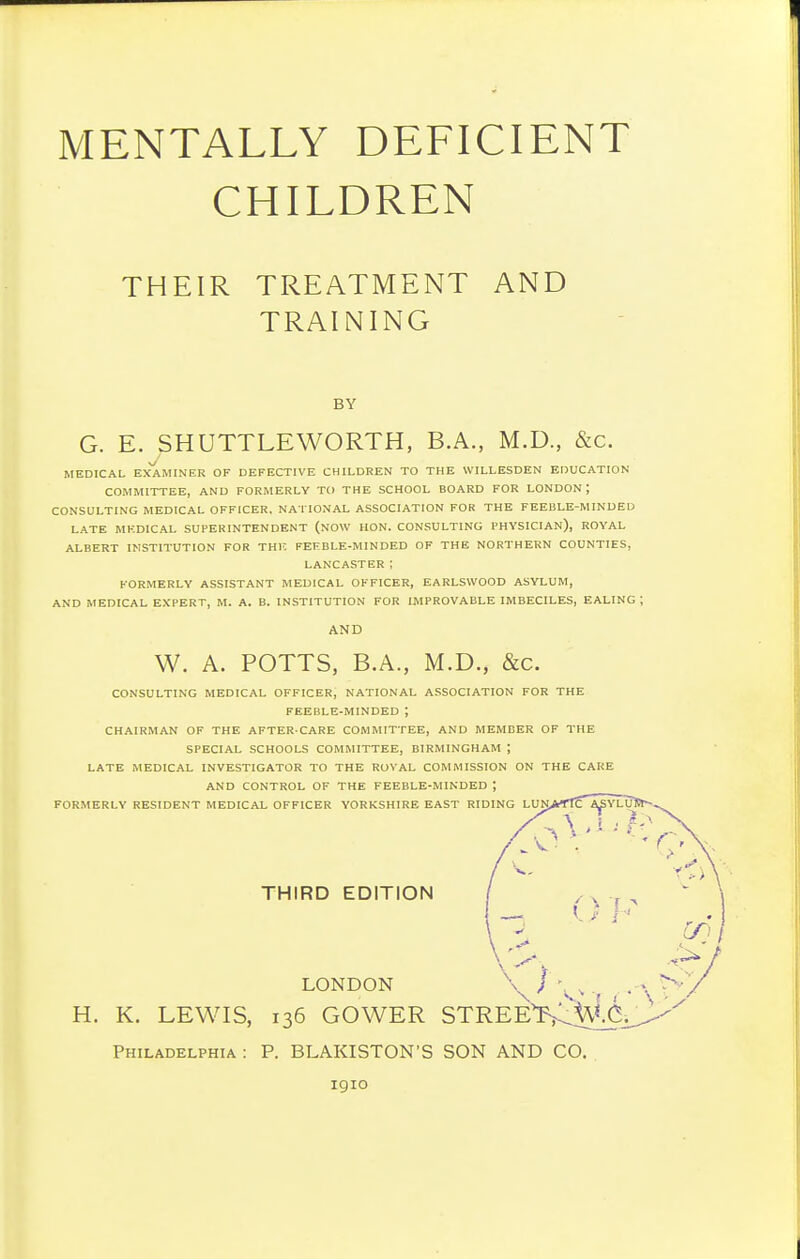 MENTALLY DEFICIENT
CHILDREN
THEIR TREATMENT AND
TRAINING
BY
G. E. SHUTTLEWORTH, B.A., M.D., &c.
MEDICAL EXAMINER OF DEFECTIVE CHILDREN TO THE WILLESDEN EDUCATION
COMMITTEE, AND FORMERLY TO THE SCHOOL BOARD FOR LONDON;
CONSULTING MEDICAL OFFICER, NATIONAL ASSOCIATION FOR THE FEEBLE-MINDED
LATE MEDICAL SUPERINTENDENT (NOW HON. CONSULTING PHYSICIAN), ROYAL
ALBERT INSTITUTION FOR THE FEEBLE-MINDED OF THE NORTHERN COUNTIES,
LANCASTER;
FORMERLY ASSISTANT MEDICAL OFFICER, EARLSWOOD ASYLUM,
AND MEDICAL EXPERT, M. A. B. INSTITUTION FOR IMPROVABLE IMBECILES, EALING;
AND
W. A. POTTS, B.A., M.D., &c.
CONSULTING MEDICAL OFFICER, NATIONAL ASSOCIATION FOR THE
FEEBLE-MINDED;
CHAIRMAN OF THE AFTER-CARE COMMITTEE, AND MEMBER OF THE
SPECIAL SCHOOLS COMMITTEE, BIRMINGHAM;
LATE MEDICAL INVESTIGATOR TO THE ROYAL COMMISSION ON THE CARE
AND CONTROL OF THE FEEBLE-MINDED;
FORMERLY RESIDENT MEDICAL OFFICER YORKSHIRE EAST RIDING LUNATIC ASYLUM
THIRD EDITION
OF
LONDON
H. K. LEWIS, 136 GOWER STREET, W.C.
PHILADELPHIA: P. BLAKISTON'S SON AND CO.
1910